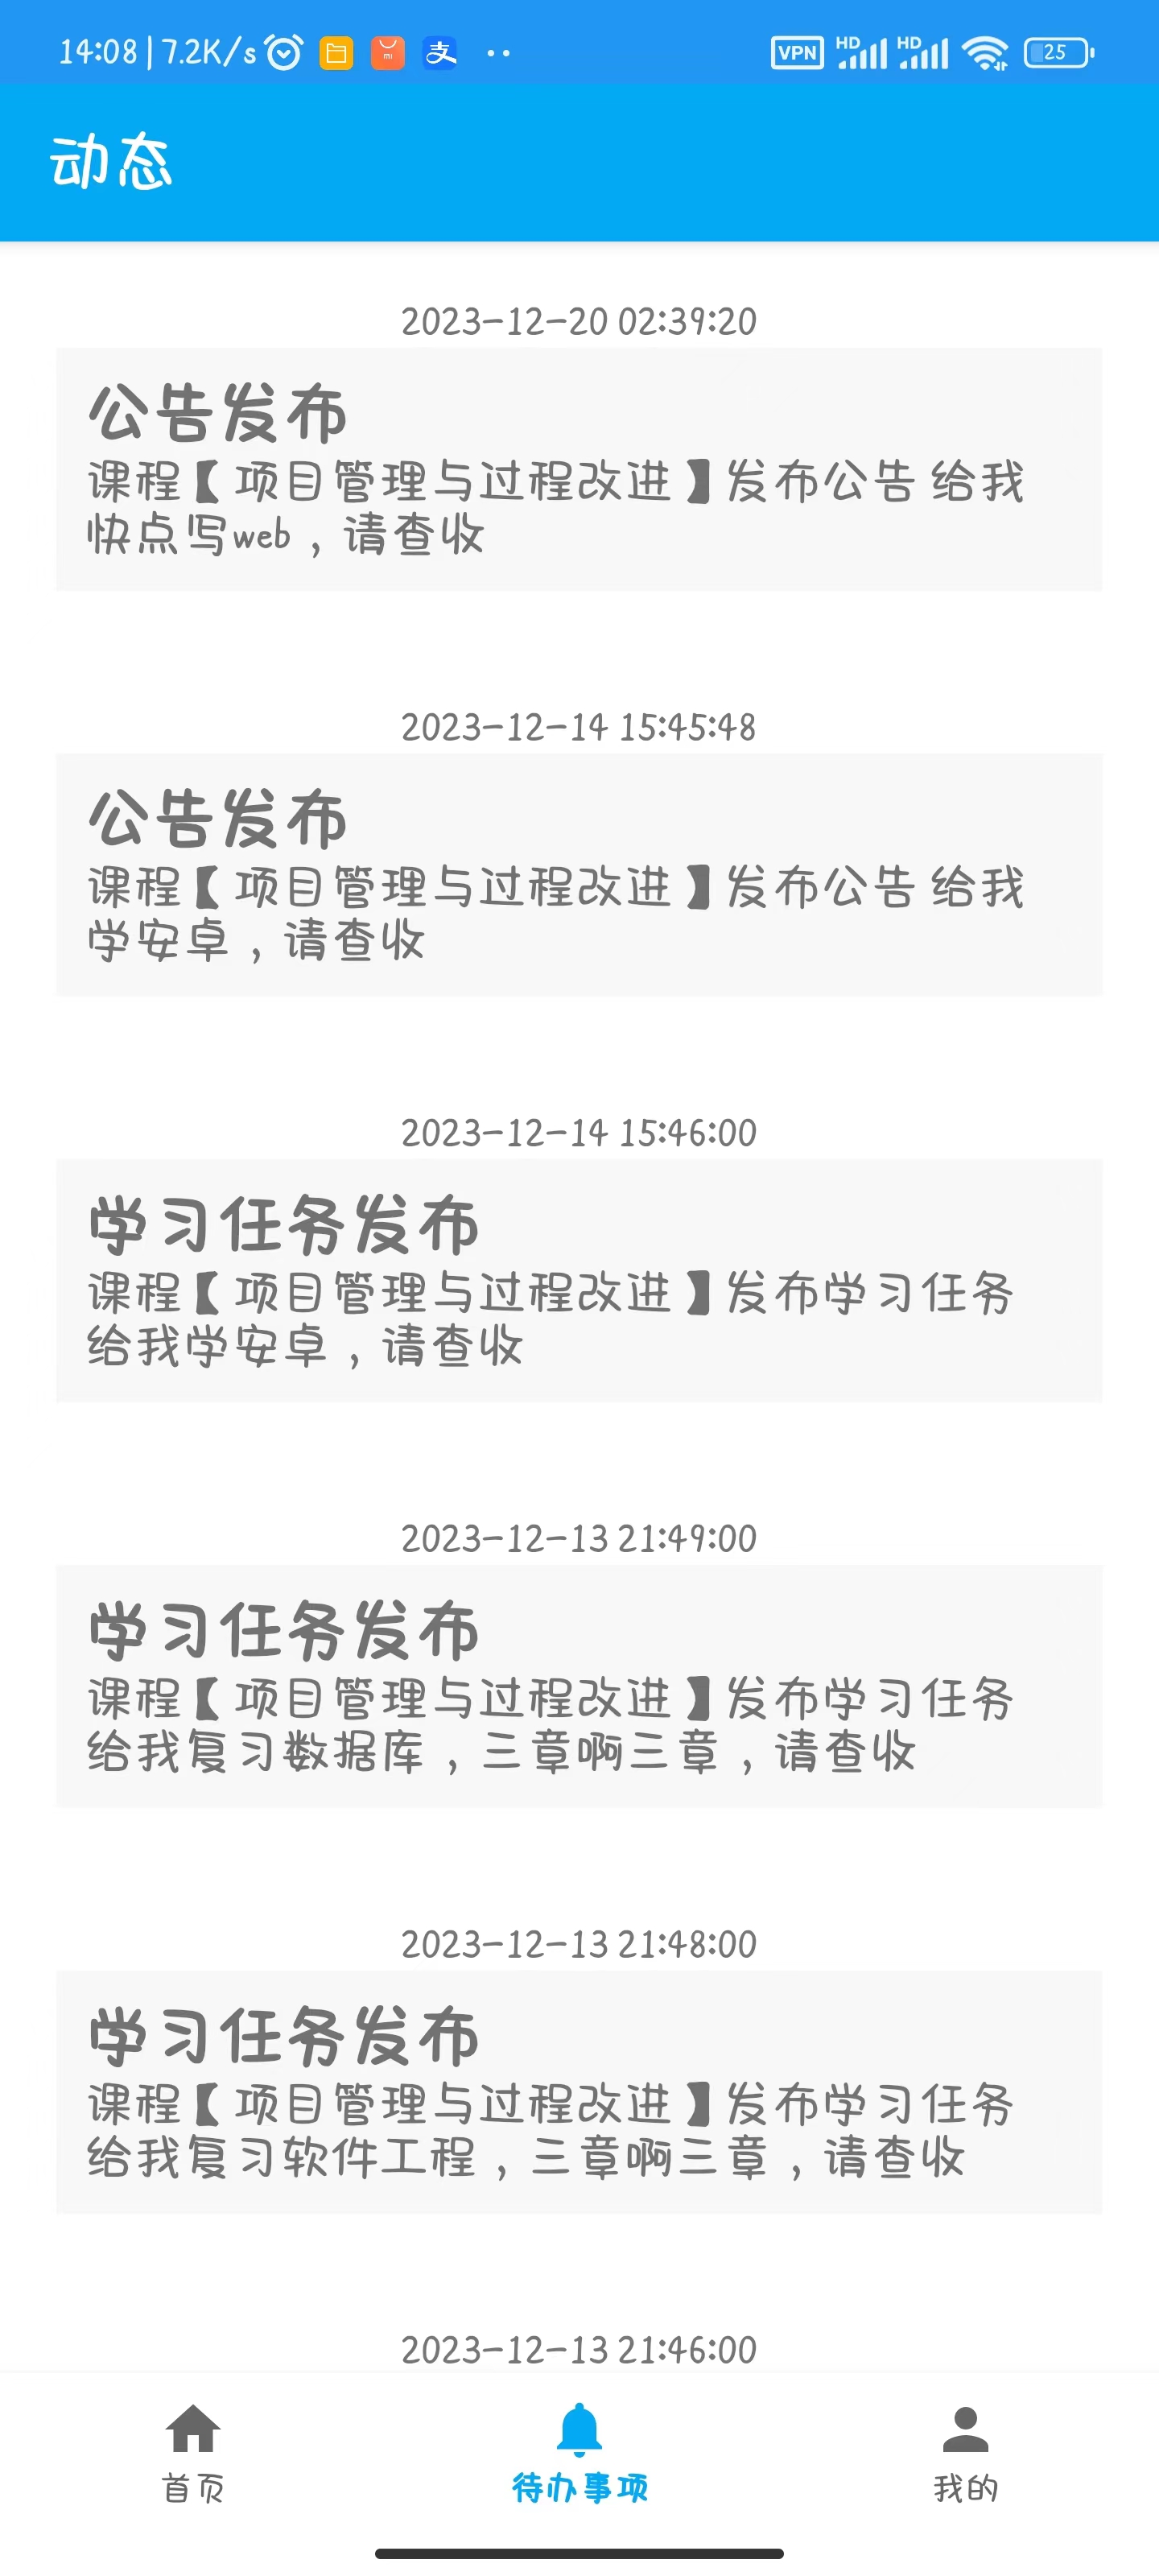 14:08 | 7.2K/s 支 VPN HD HD 25
动态
2023-12-20 02:39:20
公告发布
课程【项目管理与过程改进】发布公告 给我
快点写web，请查收
2023-12-14 15:45:48
公告发布
课程【项目管理与过程改进】发布公告 给我
学安卓，请查收
2023-12-14 15:46:00
学习任务发布
课程【项目管理与过程改进】发布学习任务
给我学安卓，请查收
2023-12-13 21:49:00
学习任务发布
课程【项目管理与过程改进】发布学习任务
给我复习数据库，三章啊三章，请查收
2023-12-13 21:48:00
学习任务发布
课程【项目管理与过程改进】发布学习任务
给我复习软件工程，三章啊三章，请查收
2023-12-13 21:46:00
首页 待办事项 我的